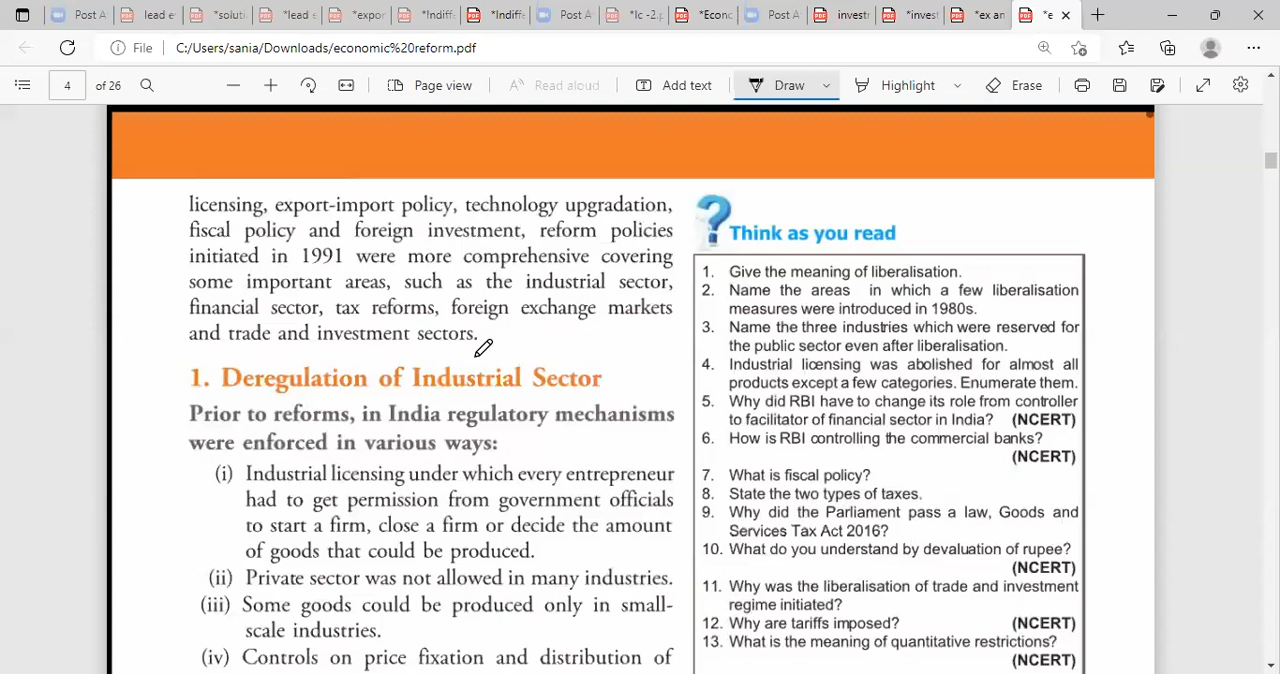 Post A
lead e
*soluti
*lead e
*expor
*Indiff
*Indiffe
Post A
*lc -2.p
*Econo
Post A
investr
*invest
*ex an
*e
File
C:/Users/sania/Downloads/economic%20reform.pdf
4 of 26
Page view
Read aloud
Add text
Draw
Highlight
Erase
licensing, export-import policy, technology upgradation,
fiscal policy and foreign investment, reform policies
initiated in 1991 were more comprehensive covering
some important areas, such as the industrial sector,
financial sector, tax reforms, foreign exchange markets
and trade and investment sectors.
1. Deregulation of Industrial Sector
Prior to reforms, in India regulatory mechanisms
were enforced in various ways:
(i) Industrial licensing under which every entrepreneur
had to get permission from government officials
to start a firm, close a firm or decide the amount
of goods that could be produced.
(ii) Private sector was not allowed in many industries.
(iii) Some goods could be produced only in small-
scale industries.
(iv) Controls on price fixation and distribution of
?
Think as you read
1. Give the meaning of liberalisation.
2. Name the areas in which a few liberalisation
measures were introduced in 1980s.
3. Name the three industries which were reserved for
the public sector even after liberalisation.
4. Industrial licensing was abolished for almost all
products except a few categories. Enumerate them.
5. Why did RBI have to change its role from controller
to facilitator of financial sector in India? (NCERT)
6. How is RBI controlling the commercial banks?
(NCERT)
7. What is fiscal policy?
8. State the two types of taxes.
9. Why did the Parliament pass a law, Goods and
Services Tax Act 2016?
10. What do you understand by devaluation of rupee?
(NCERT)
11. Why was the liberalisation of trade and investment
regime initiated?
12. Why are tariffs imposed? (NCERT)
13. What is the meaning of quantitative restrictions?
(NCERT)